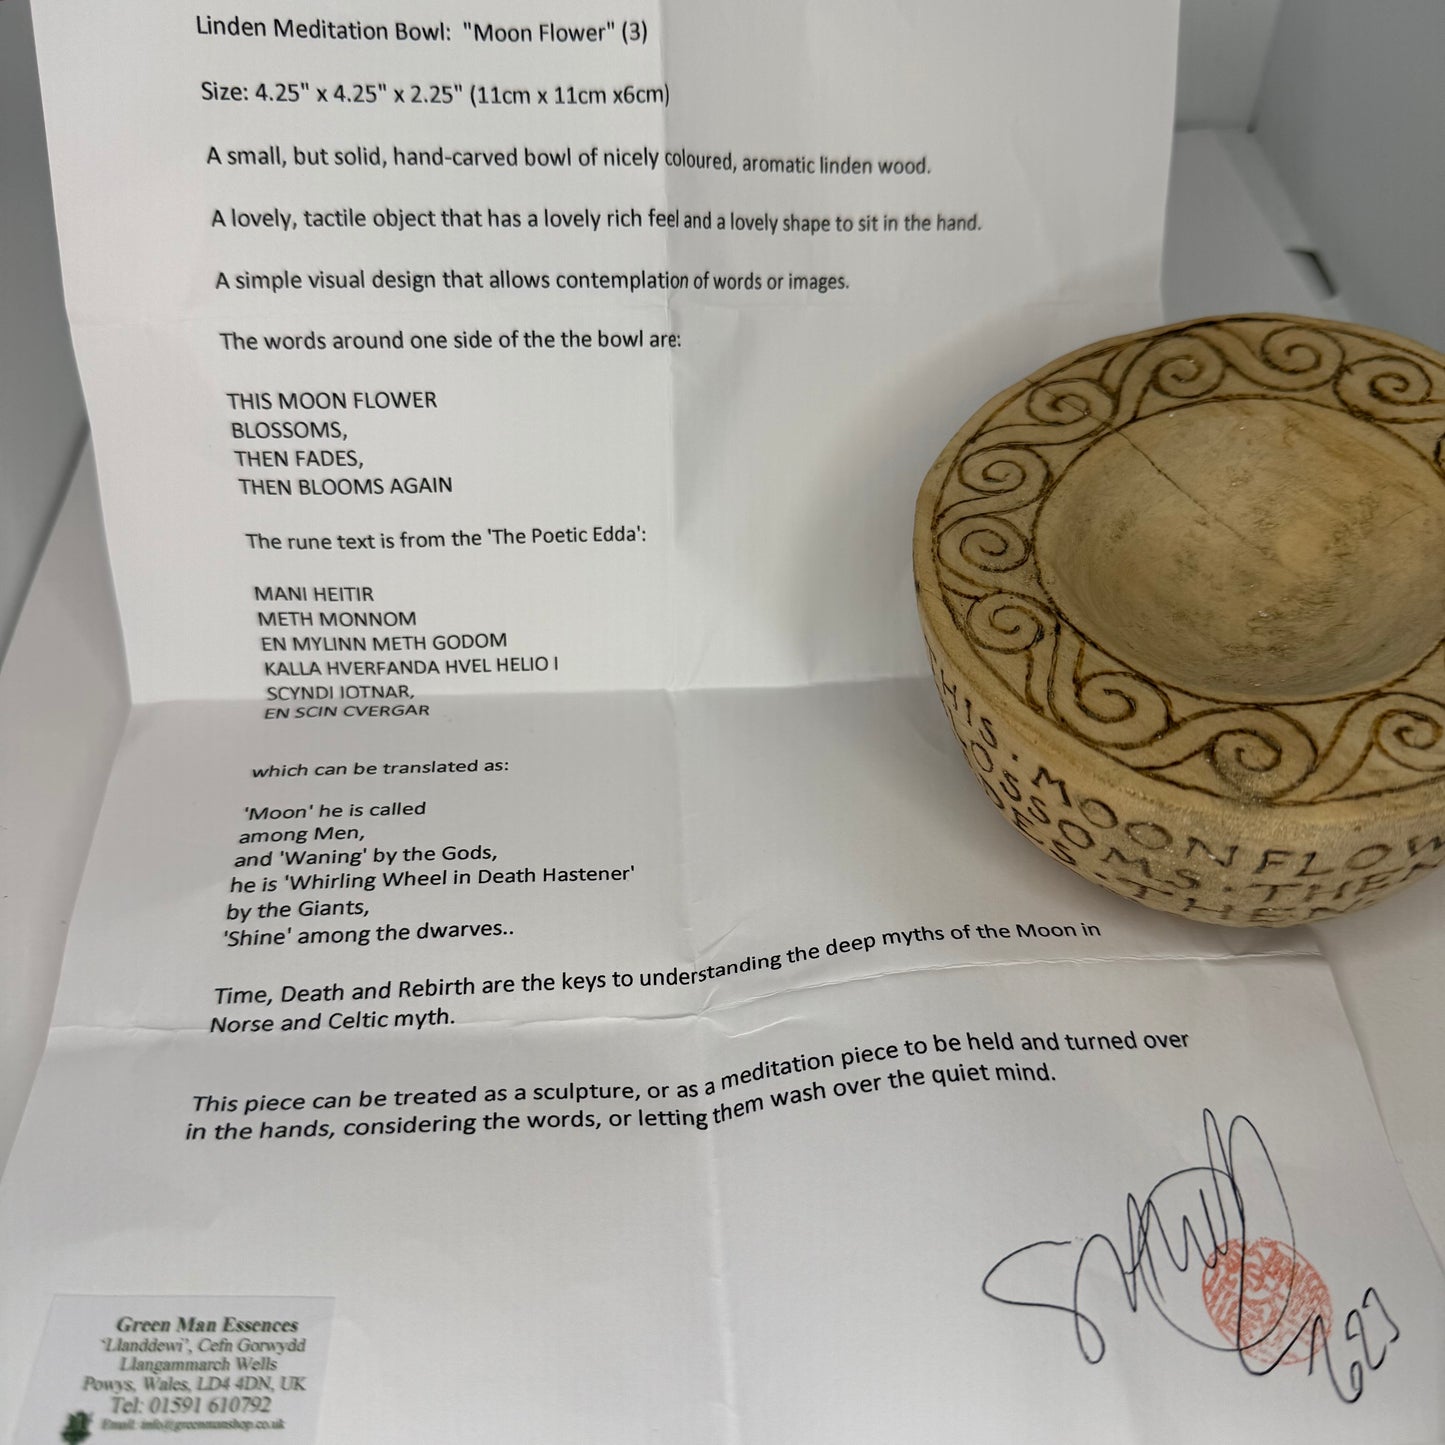 Linden Meditation Bowl: "Moon Flower" (3)
Size: 4.25" x 4.25" x 2.25" (11cm x 11cm x6cm)
A small, but solid, hand-carved bowl of nicely coloured, aromatic linden wood.
A lovely, tactile object that has a lovely rich feel and a lovely shape to sit in the hand.
A simple visual design that allows contemplation of words or images.
The words around one side of the the bowl are:
THIS MOON FLOWER
BLOSSOMS,
THEN FADES,
THEN BLOOMS AGAIN
The rune text is from the 'The Poetic Edda':
MANI HEITIR
METH MONNOM
EN MYLINN METH GODOM
KALLA HVERFANDA HVEL HELIO I
SCYNDI IOTNAR,
EN SCIN CVERGAR
which can be translated as:
'Moon' he is called
among Men,
and 'Waning' by the Gods,
he is 'Whirling Wheel in Death Hastener'
by the Giants,
'Shine' among the dwarves..
Time, Death and Rebirth are the keys to understanding the deep myths of the Moon in
Norse and Celtic myth.
This piece can be treated as a sculpture, or as a meditation piece to be held and turned over
in the hands, considering the words, or letting them wash over the quiet mind.
Green Man Essences
'Llanddewi', Cefn Gorwydd
Llangammarch Wells
Powys, Wales, LD4 4DN, UK
Tel: 01591 610792
Email: info@greenmanshop.co.uk
HIS · MOON FLOW
LOSSOMS · THEN
DES · THEN